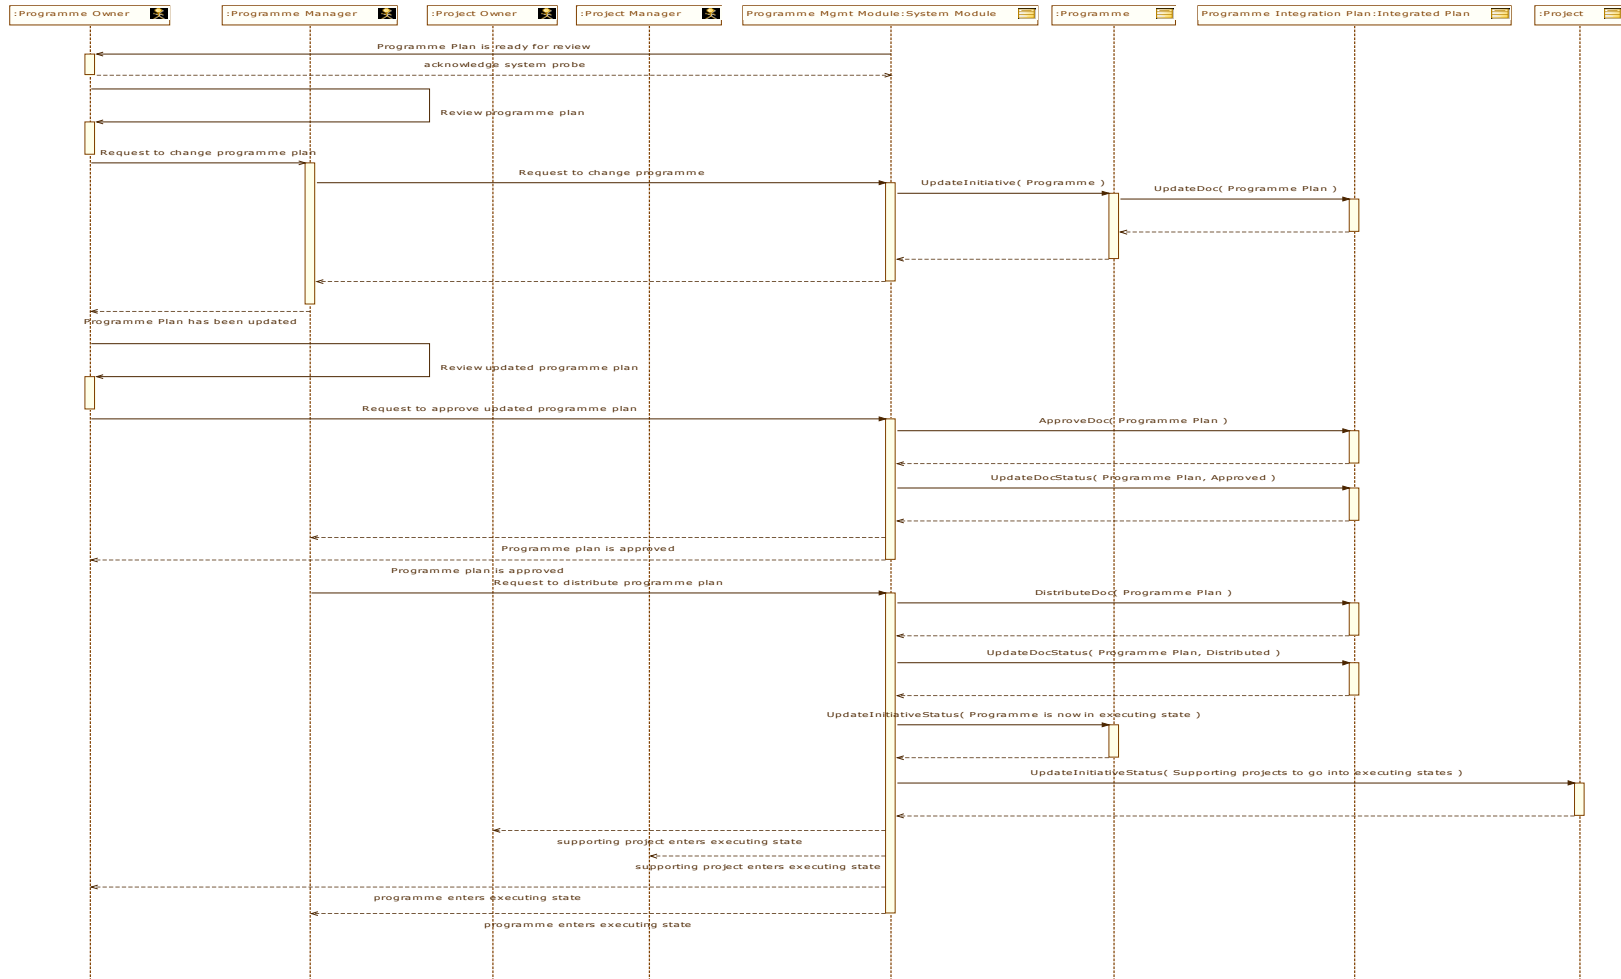 :Programme Owner
:Programme Manager
:Project Owner
:Project Manager
Programme Mgmt Module:System Module
:Programme
Programme Integration Plan:Integrated Plan
:Project
Programme Plan is ready for review
acknowledge system probe
Review programme plan
Request to change programme plan
Request to change programme
UpdateInitiative( Programme )
UpdateDoc( Programme Plan )
Programme Plan has been updated
Review updated programme plan
Request to approve updated programme plan
ApproveDoc( Programme Plan )
UpdateDocStatus( Programme Plan, Approved )
Programme plan is approved
Programme plan is approved
Request to distribute programme plan
DistributeDoc( Programme Plan )
UpdateDocStatus( Programme Plan, Distributed )
UpdateInitiativeStatus( Programme is now in executing state )
UpdateInitiativeStatus( Supporting projects to go into executing states )
supporting project enters executing state
supporting project enters executing state
programme enters executing state
programme enters executing state